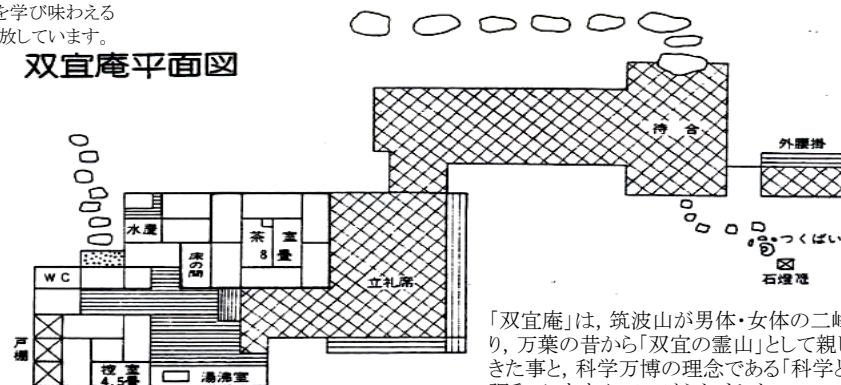 を学び味わえる
放しています。
双宜庵平面図
待合
外腰掛
つくばい
石燈籠
水屋
床の間
茶室
8畳
立礼席
WC
戸棚
控室
4.5畳
湯沸室
「双宜庵」は，筑波山が男体・女体の二峰
り，万葉の昔から「双宜の霊山」として親し
きた事と，科学万博の理念である「科学と